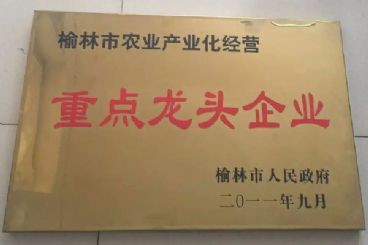 榆林市农业产业化经营
重点龙头企业
榆林市人民政府
二〇一一年九月